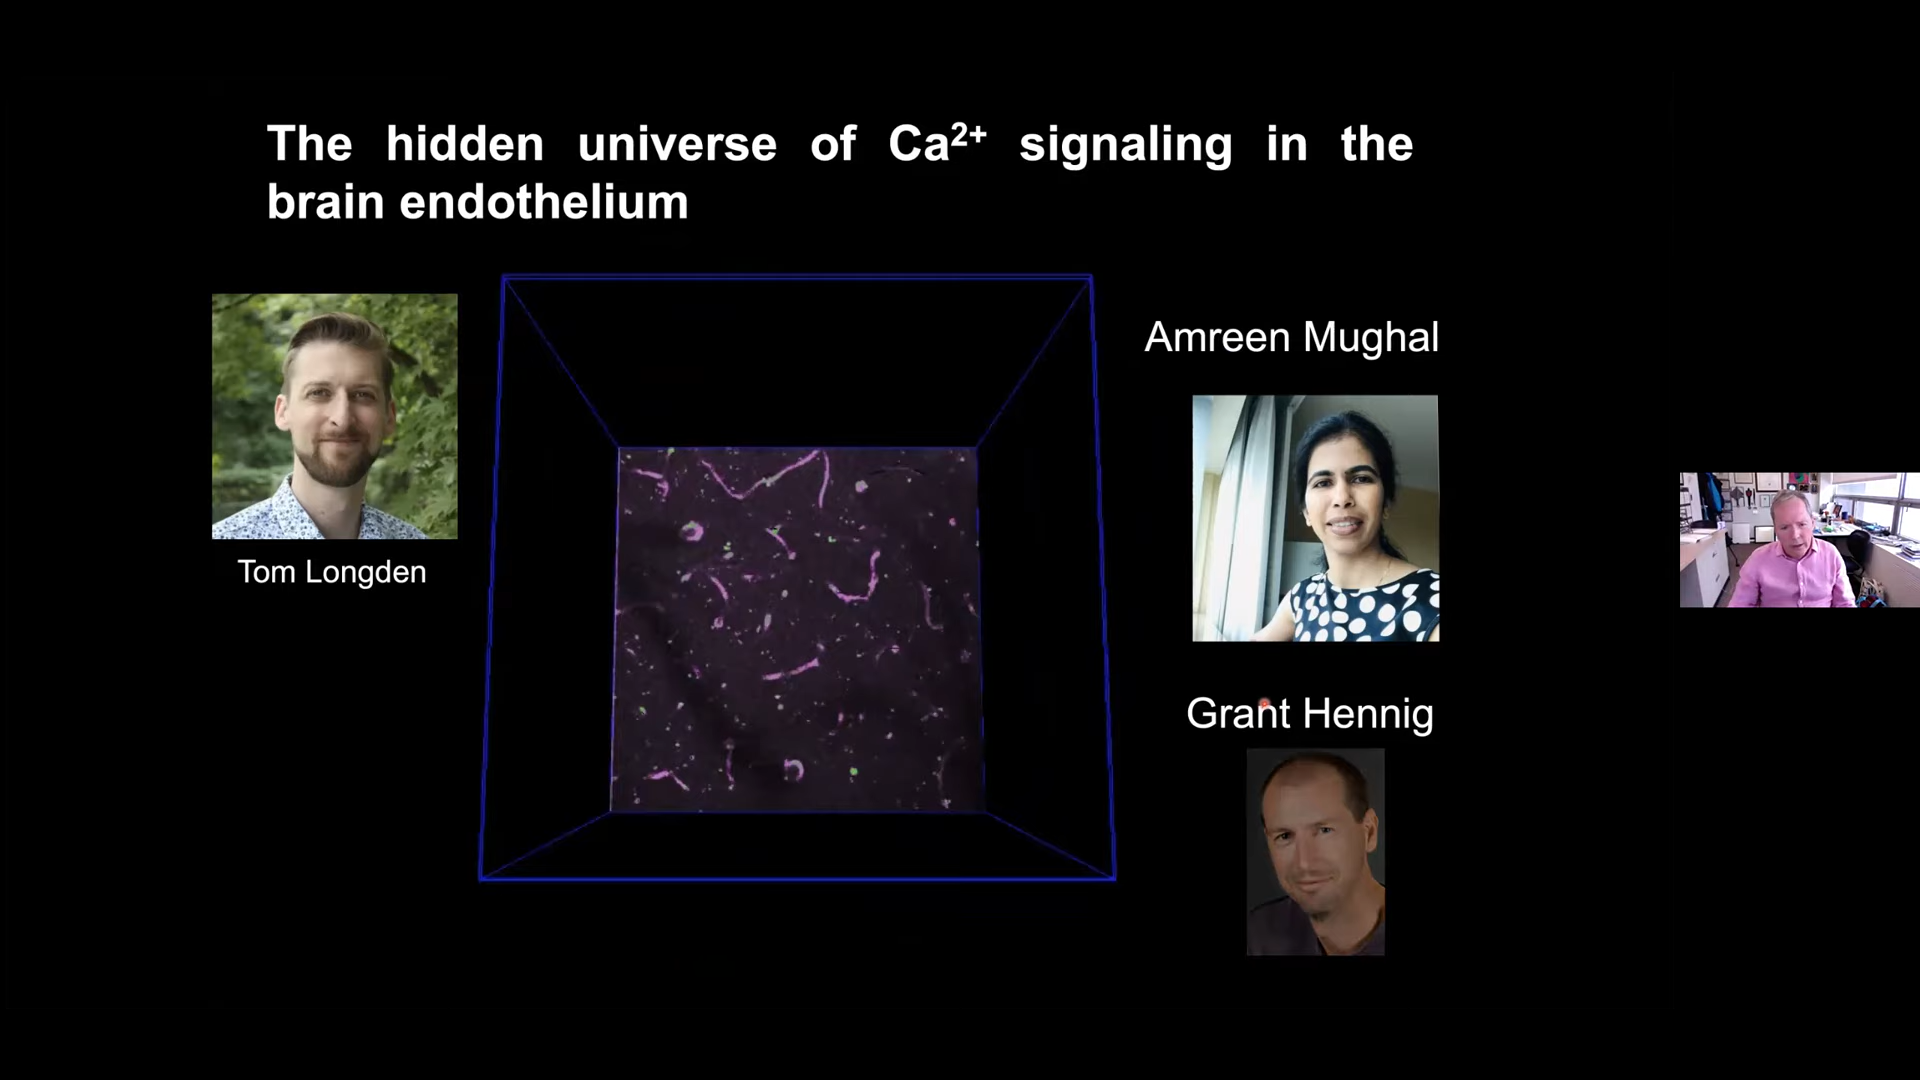 The hidden universe of Ca²⁺ signaling in the
brain endothelium
Tom Longden
Amreen Mughal
Grant Hennig